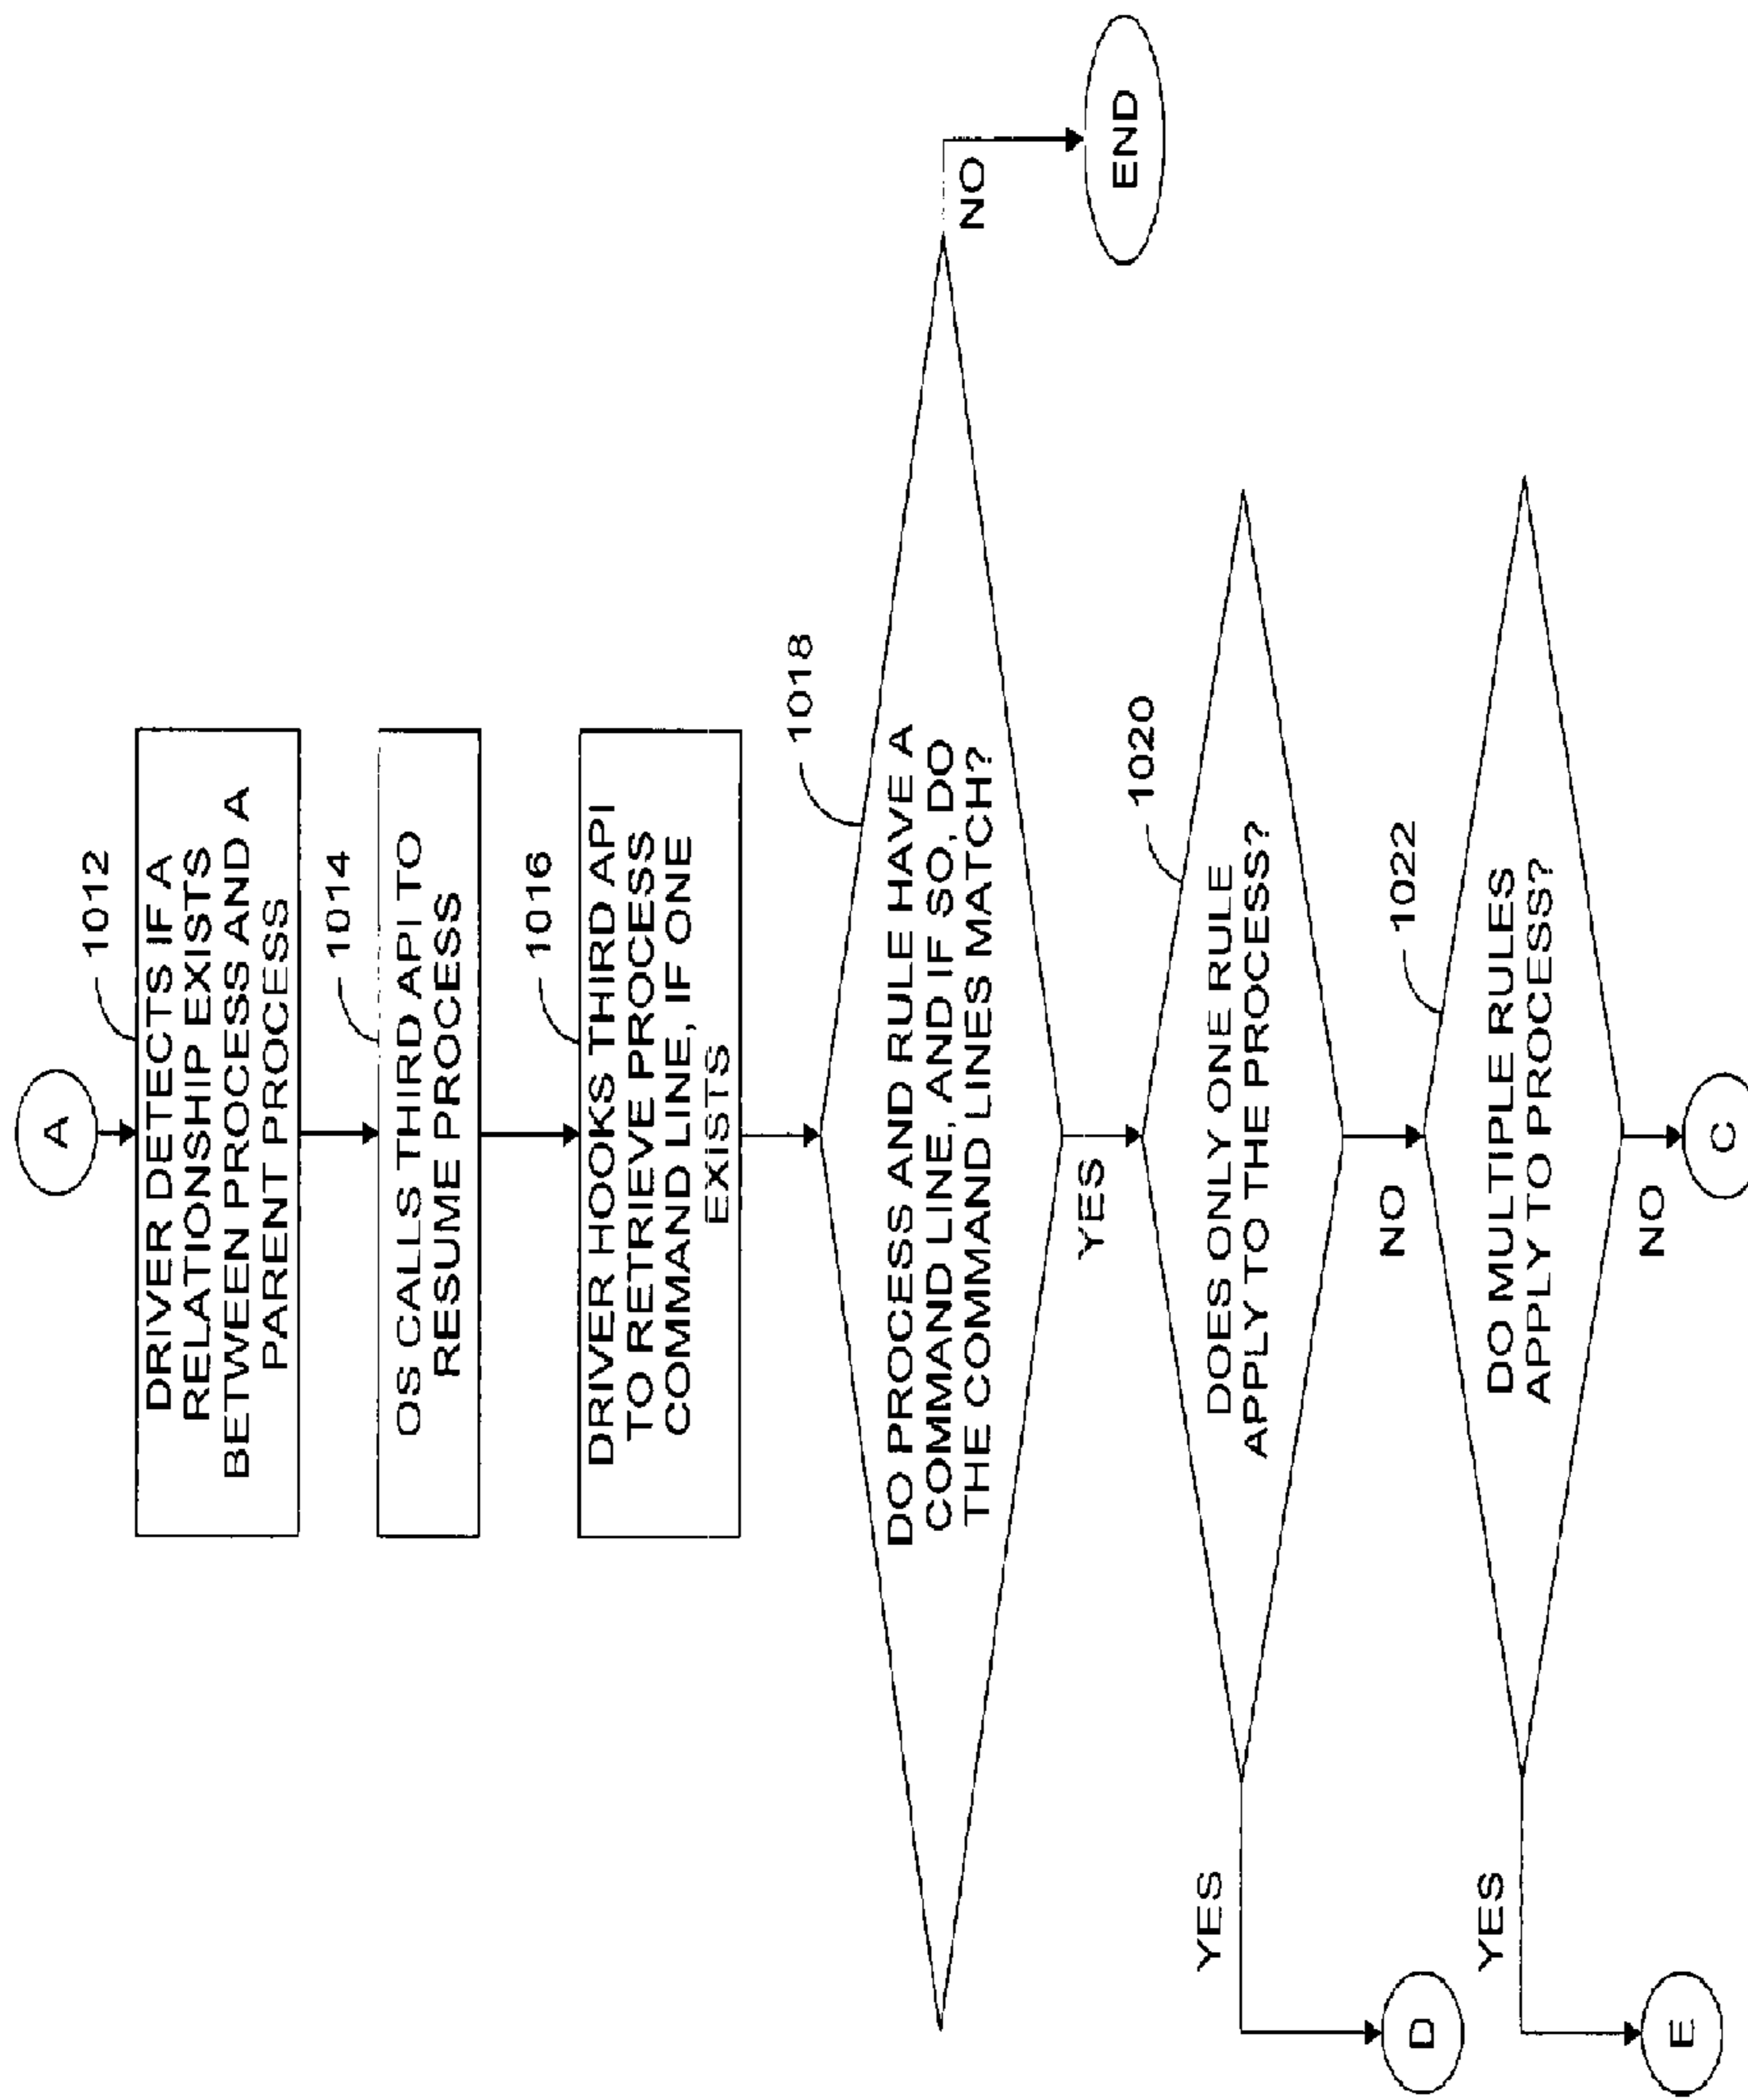 A
1012
DRIVER DETECTS IF A
RELATIONSHIP EXISTS
BETWEEN PROCESS AND A
PARENT PROCESS
1014
OS CALLS THIRD API TO
RESUME PROCESS
1016
DRIVER HOOKS THIRD API
TO RETRIEVE PROCESS
COMMAND LINE, IF ONE
EXISTS
1018
DO PROCESS AND RULE HAVE A
COMMAND LINE, AND IF SO, DO
THE COMMAND LINES MATCH?
NO
END
YES
1020
DOES ONLY ONE RULE
APPLY TO THE PROCESS?
YES
D
NO
1022
DO MULTIPLE RULES
APPLY TO PROCESS?
YES
E
NO
C